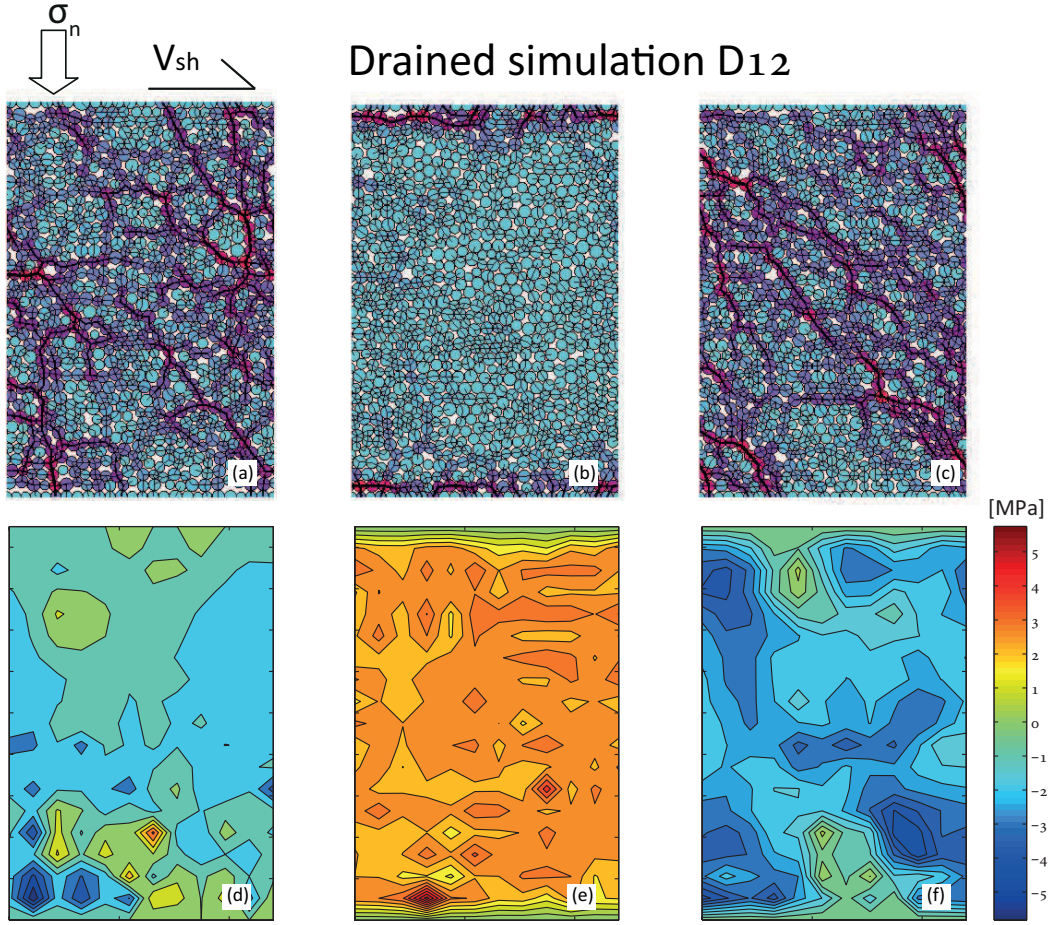 σn
Vsh
Drained simulation D12
(a)
(b)
(c)
[MPa]
5
4
3
2
1
0
−1
−2
−3
−4
−5
(d)
(e)
(f)